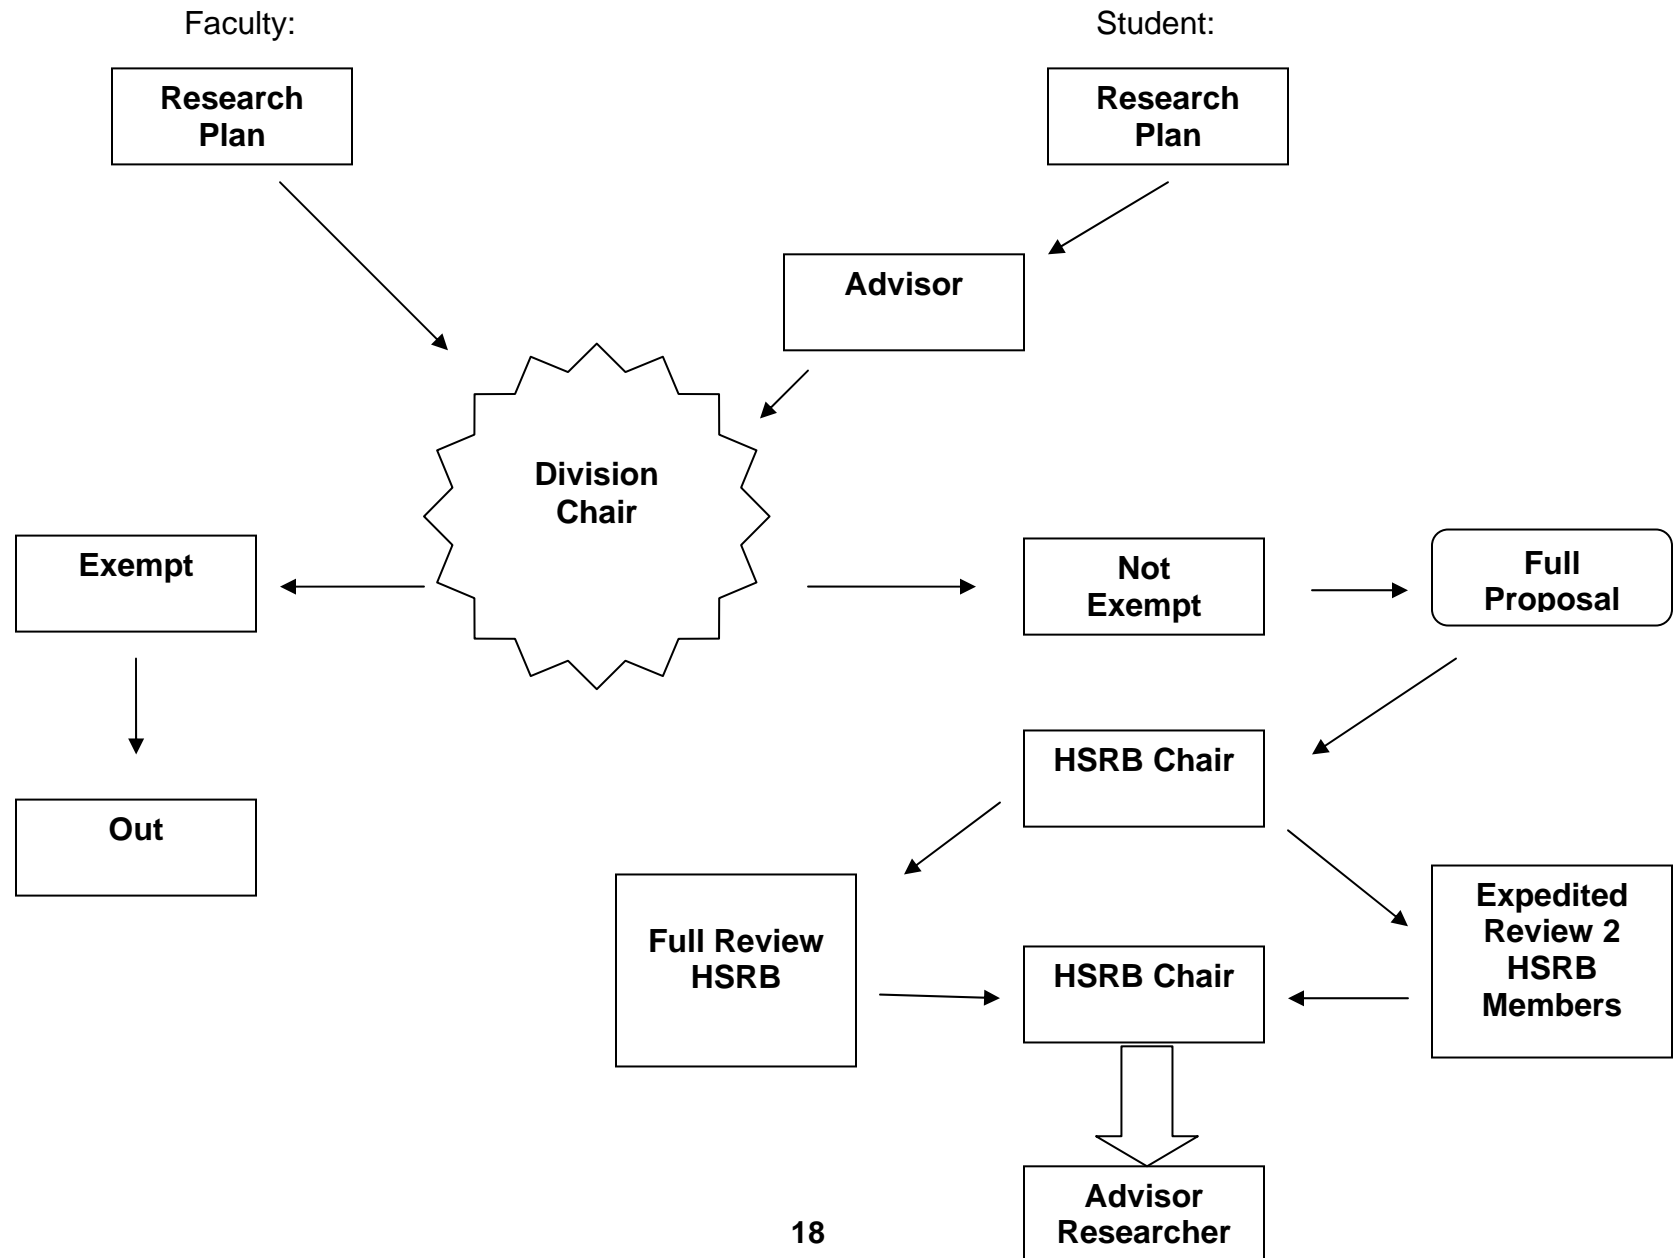 Faculty:
Student:
Research
Plan
Research
Plan
Advisor
Division
Chair
Exempt
Not
Exempt
Full
Proposal
HSRB Chair
Out
Full Review
HSRB
HSRB Chair
Expedited
Review 2
HSRB
Members
Advisor
Researcher
18